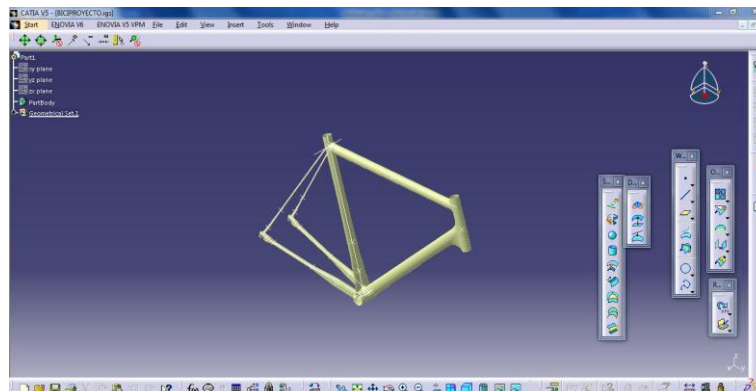 CATIA V5 - [BICIPROYECTO.igs]
Start ENOVIA V6 ENOVIA V5 VPM File Edit View Insert Tools Window Help
Part1
xy plane
yz plane
zx plane
PartBody
Geometrical Set.1
S...
D...
W...
O...
R...